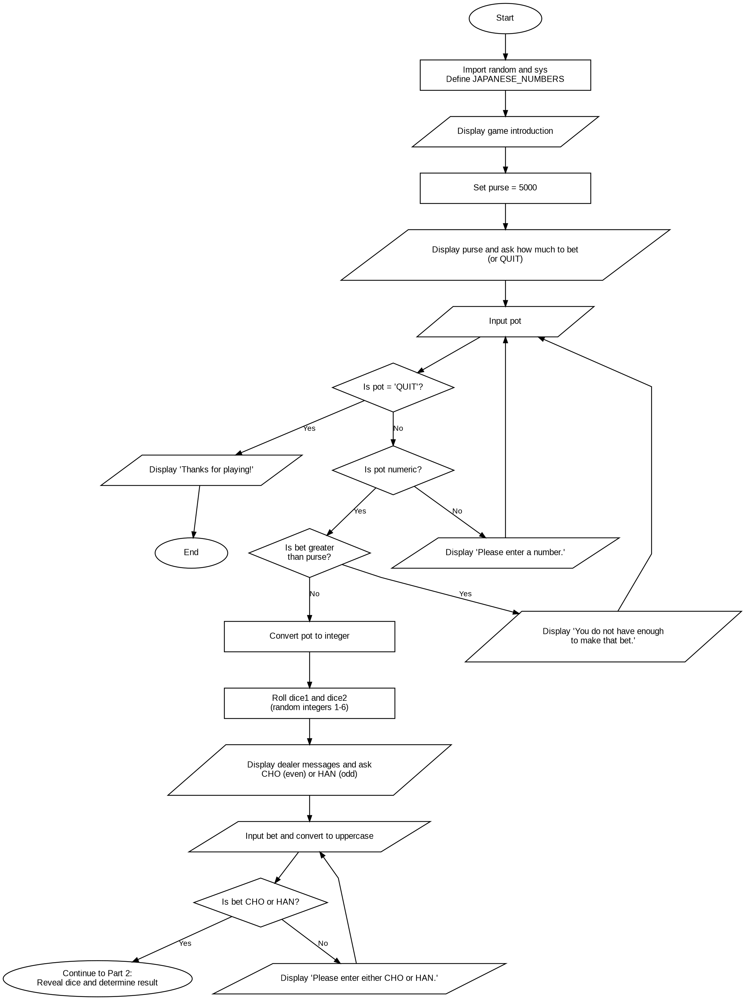 Start
Import random and sys
Define JAPANESE_NUMBERS
Display game introduction
Set purse = 5000
Display purse and ask how much to bet
(or QUIT)
Input pot
Is pot = 'QUIT'?
Yes
No
Display 'Thanks for playing!'
Is pot numeric?
Yes
No
End
Is bet greater
than purse?
Display 'Please enter a number.'
No
Yes
Convert pot to integer
Display 'You do not have enough
to make that bet.'
Roll dice1 and dice2
(random integers 1-6)
Display dealer messages and ask
CHO (even) or HAN (odd)
Input bet and convert to uppercase
Is bet CHO or HAN?
Yes
No
Continue to Part 2:
Reveal dice and determine result
Display 'Please enter either CHO or HAN.'